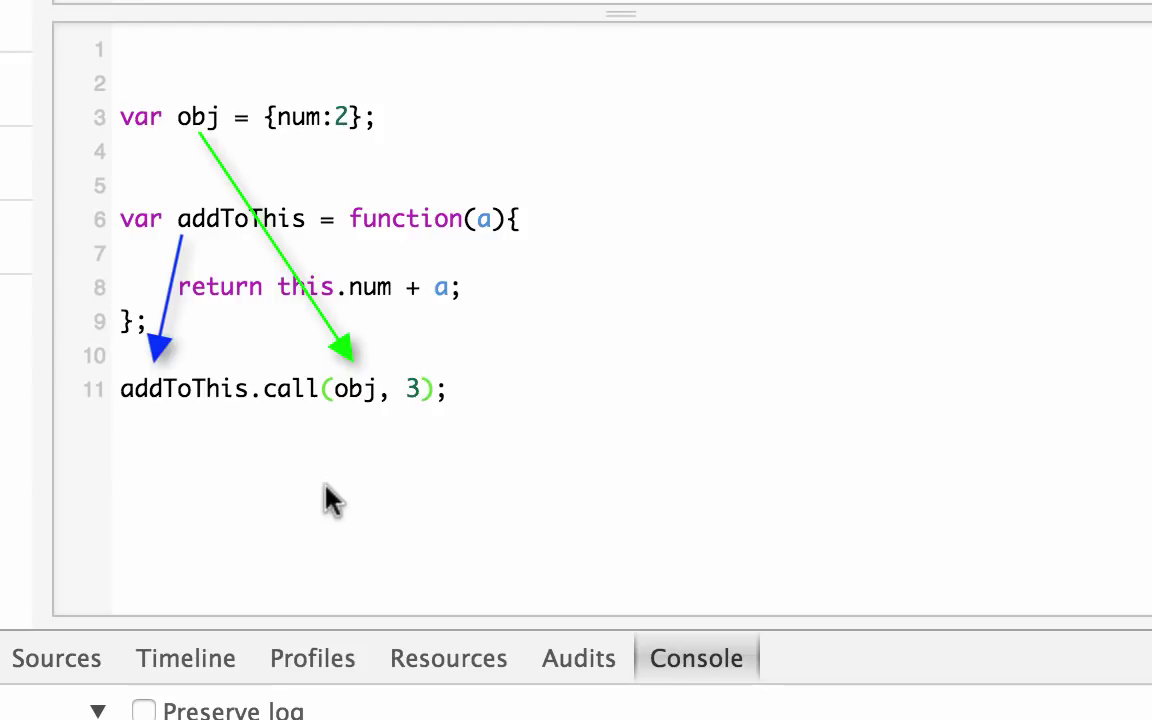 1
2
3 var obj = {num:2};
4
5
6 var addToThis = function(a){
7
8 return this.num + a;
9 };
10
11 addToThis.call(obj, 3);
Sources Timeline Profiles Resources Audits Console
▼ Preserve log